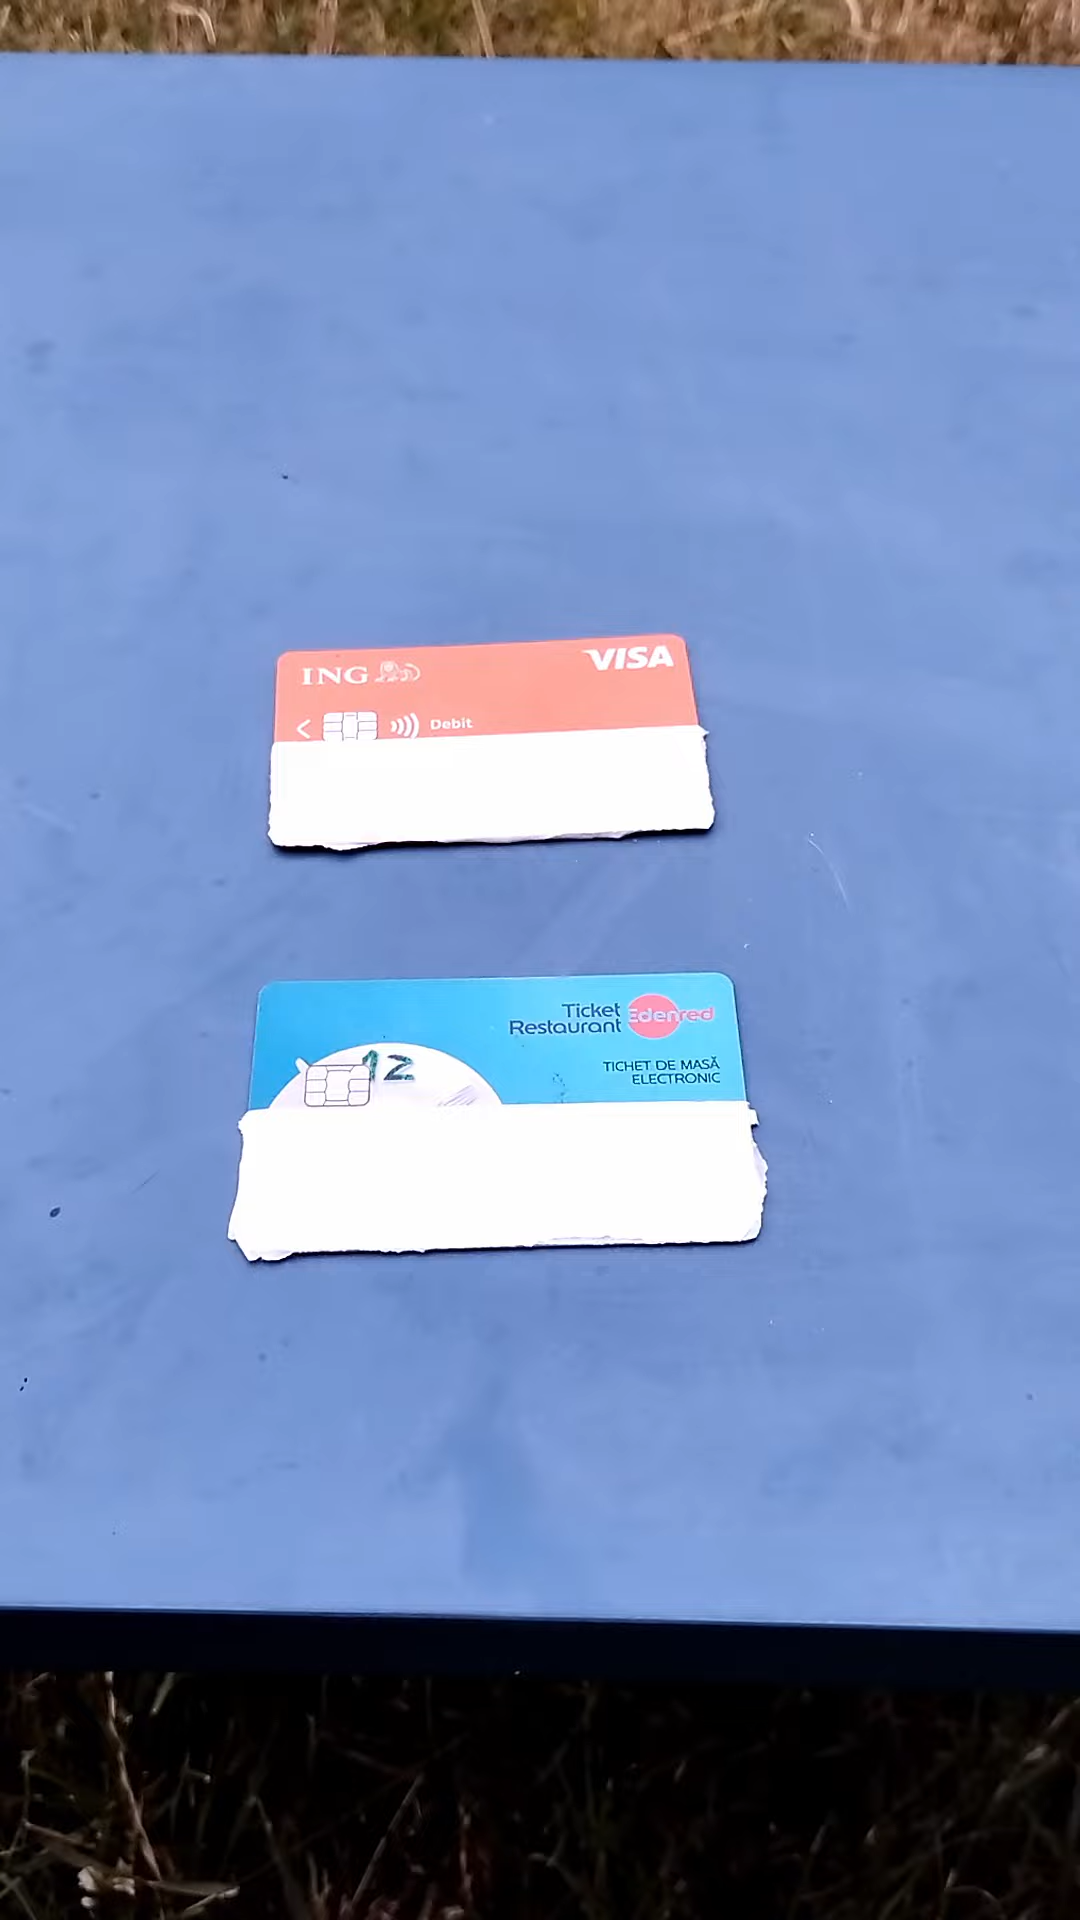 ING
VISA
Debit
12
Ticket
Restaurant
Edenred
TICHET DE MASĂ
ELECTRONIC